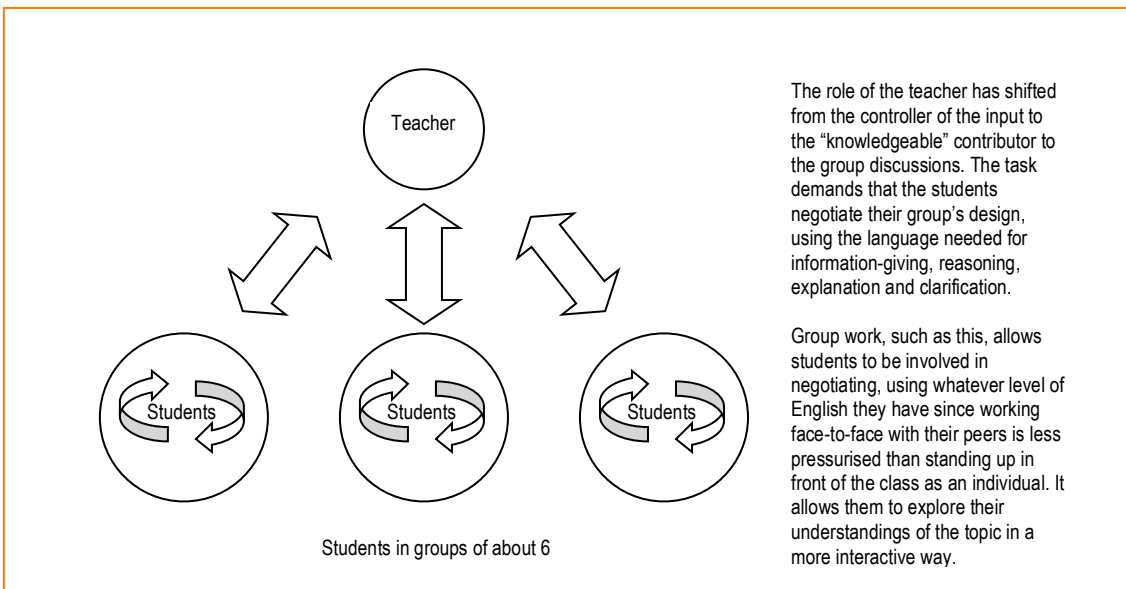 Teacher
Students
Students
Students
Students in groups of about 6
The role of the teacher has shifted
from the controller of the input to
the “knowledgeable” contributor to
the group discussions. The task
demands that the students
negotiate their group’s design,
using the language needed for
information-giving, reasoning,
explanation and clarification.
Group work, such as this, allows
students to be involved in
negotiating, using whatever level of
English they have since working
face-to-face with their peers is less
pressurised than standing up in
front of the class as an individual. It
allows them to explore their
understandings of the topic in a
more interactive way.